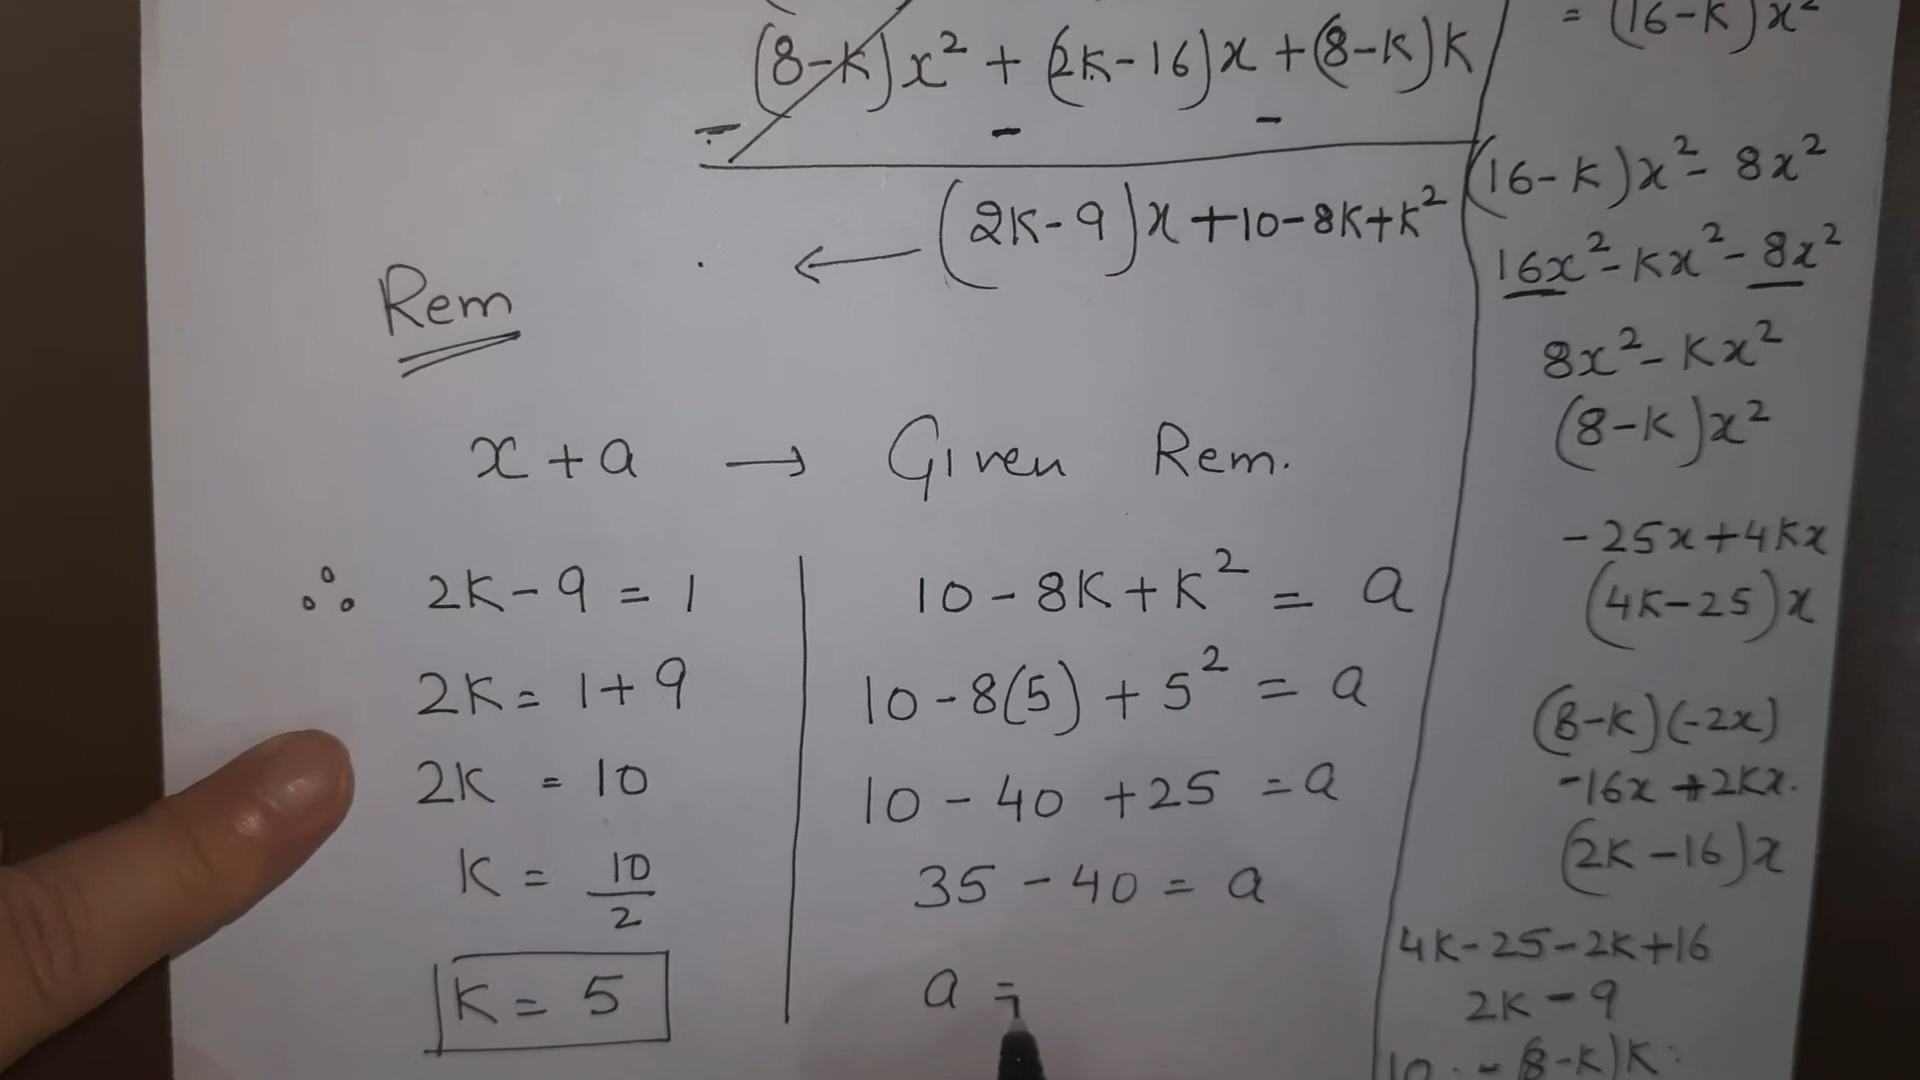 (8-K)x² + (2K-16)x + (8-K)K
- - -
(2K-9)x+10-8K+K²
←
Rem
x+a → Given Rem.
∴ 2K-9 = 1
2K = 1+9
2K = 10
K = 10/2
K = 5
10-8K+K² = a
10-8(5)+5² = a
10-40+25 = a
35-40 = a
a =
= (16-K)x²
(16-K)x²-8x²
16x²-Kx²-8x²
8x²-Kx²
(8-K)x²
-25x+4Kx
(4K-25)x
(8-K)(-2x)
-16x+2Kx.
(2K-16)x
4K-25-2K+16
2K-9
10 - (8-K)K